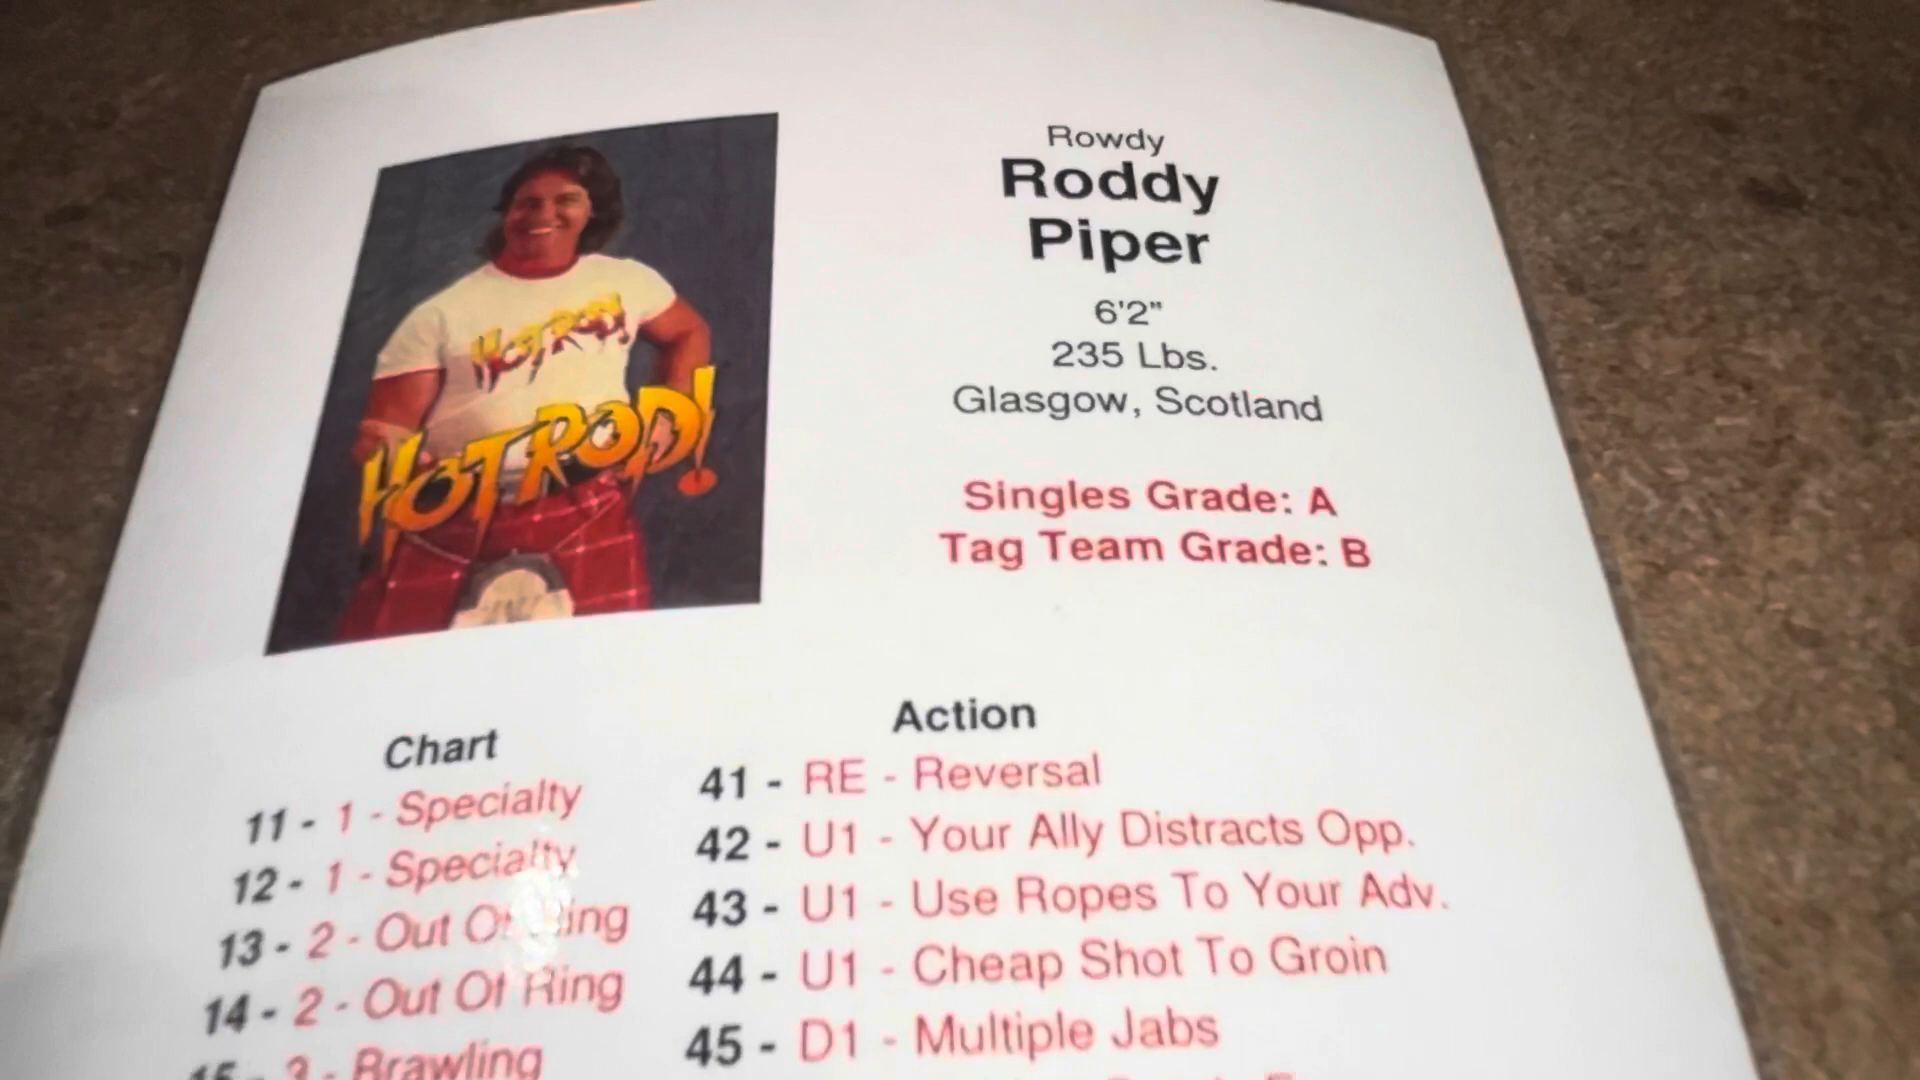 Rowdy
Roddy
Piper
6'2"
235 Lbs.
Glasgow, Scotland
Singles Grade: A
Tag Team Grade: B
HOT ROD!
HOT ROD!
Chart
11 - 1 - Specialty
12 - 1 - Specialty
13 - 2 - Out Of Ring
14 - 2 - Out Of Ring
15 - 3 - Brawling
Action
41 - RE - Reversal
42 - U1 - Your Ally Distracts Opp.
43 - U1 - Use Ropes To Your Adv.
44 - U1 - Cheap Shot To Groin
45 - D1 - Multiple Jabs